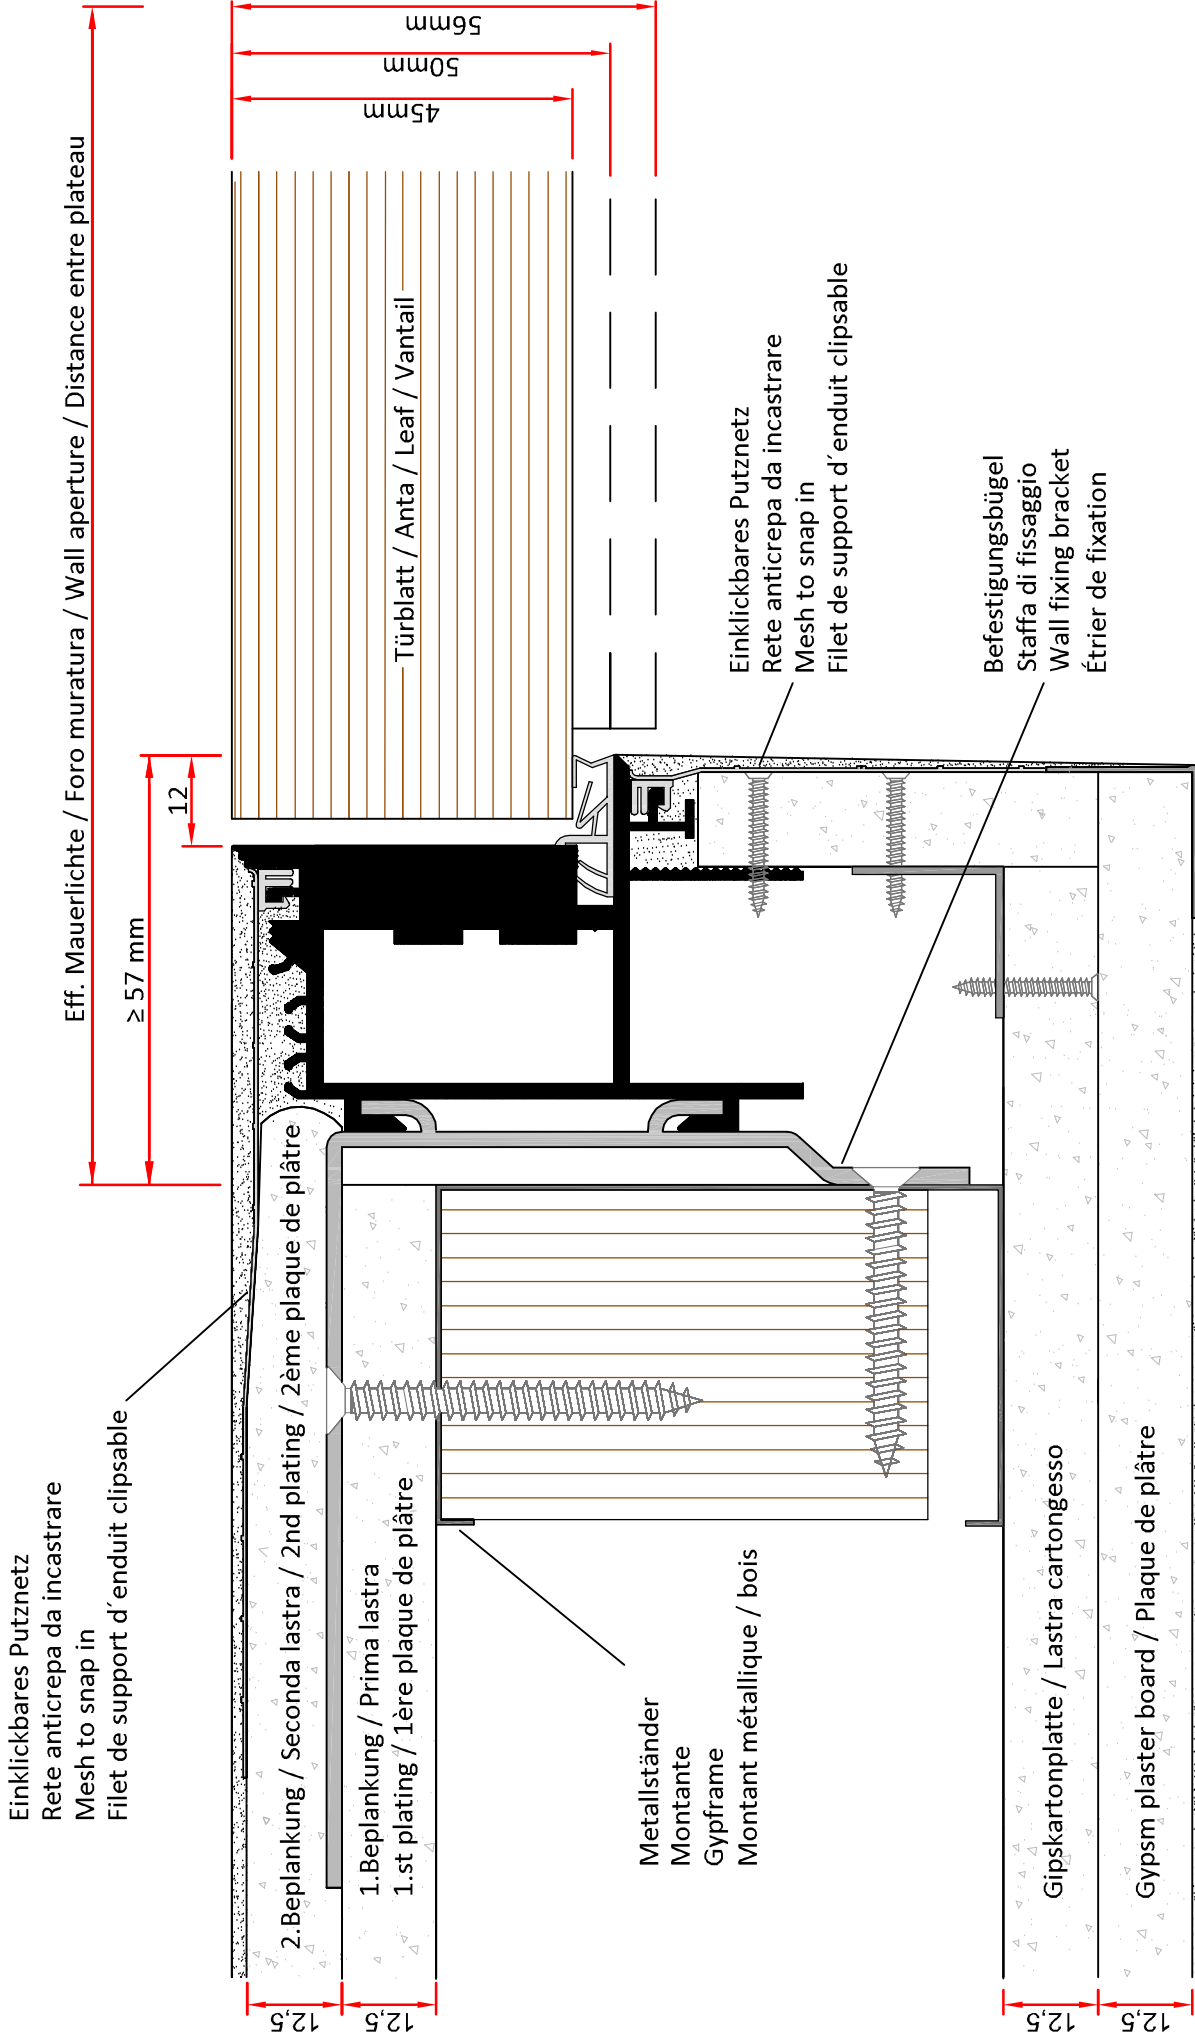 Einklickbares Putznetz
Rete anticrepa da incastrare
Mesh to snap in
Filet de support d´enduit clipsable
Eff. Mauerlichte / Foro muratura / Wall aperture / Distance entre plateau
≥ 57 mm
12
56mm
50mm
45mm
Türblatt / Anta / Leaf / Vantail
2.Beplankung / Seconda lastra / 2nd plating / 2ème plaque de plâtre
1.Beplankung / Prima lastra
1.st plating / 1ère plaque de plâtre
12,5
12,5
Metallständer
Montante
Gypframe
Montant métallique / bois
Einklickbares Putznetz
Rete anticrepa da incastrare
Mesh to snap in
Filet de support d´enduit clipsable
Befestigungsbügel
Staffa di fissaggio
Wall fixing bracket
Étrier de fixation
Gipskartonplatte / Lastra cartongesso
Gypsm plaster board / Plaque de plâtre
12,5
12,5